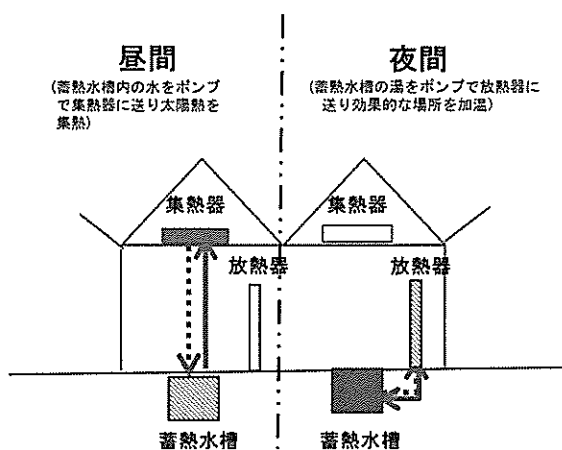 昼間
(蓄熱水槽内の水をポンプ
で集熱器に送り太陽熱を
集熱)
夜間
(蓄熱水槽の湯をポンプで放熱器に
送り効果的な場所を加温)
集熱器
集熱器
放熱器
放熱器
蓄熱水槽
蓄熱水槽